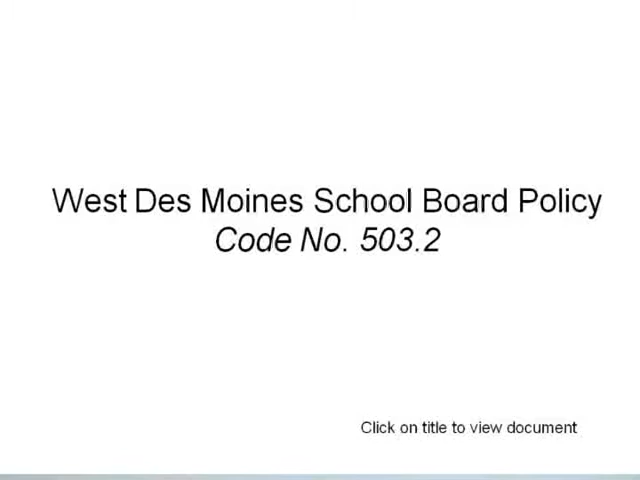 West Des Moines School Board Policy
Code No. 503.2
Click on title to view document